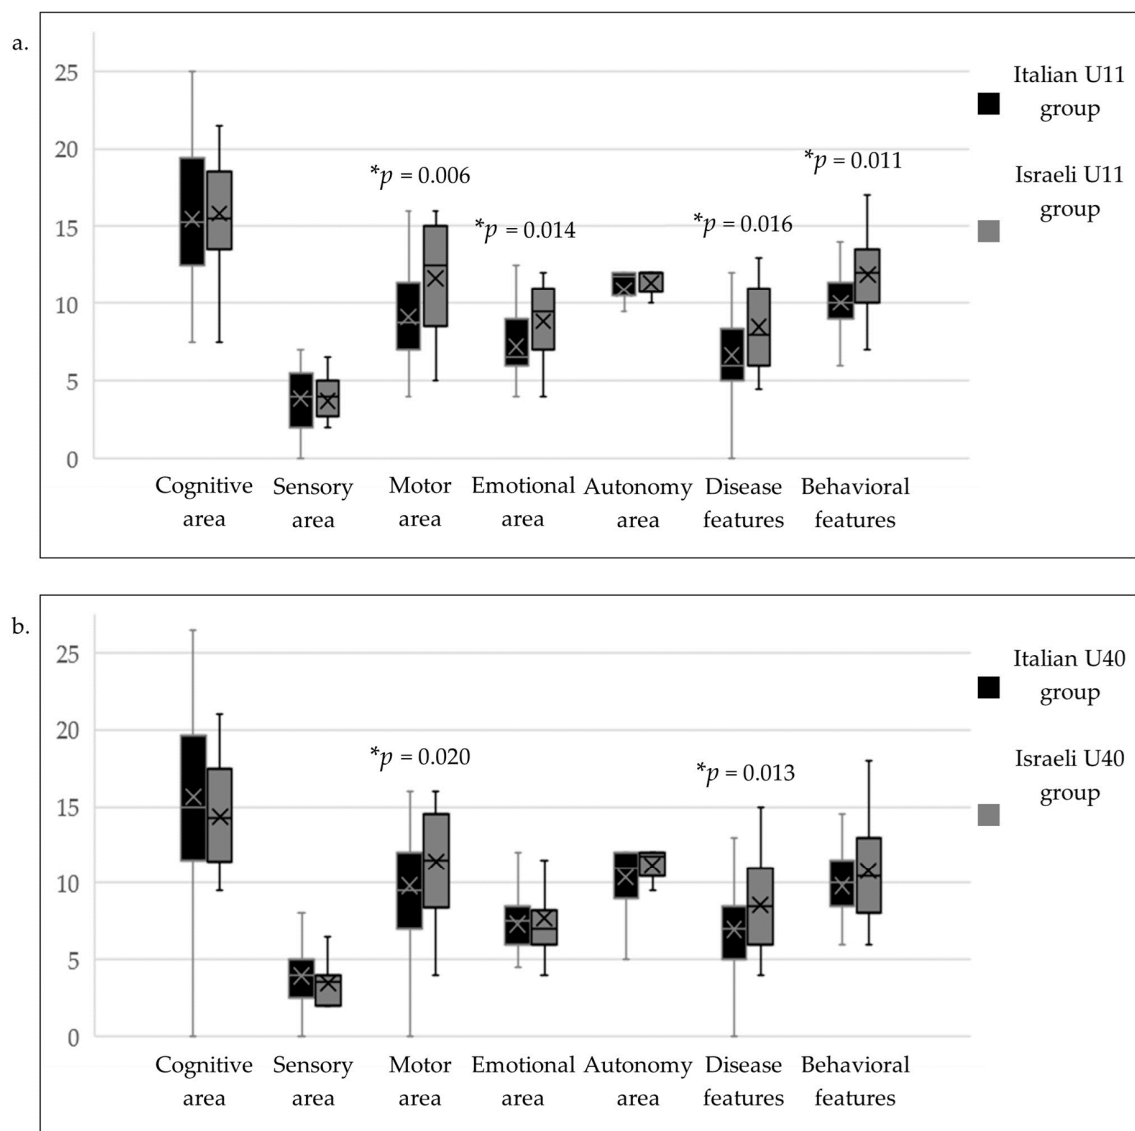 a.
25
20
15
10
5
0
*p = 0.006
*p = 0.014
*p = 0.016
*p = 0.011
Cognitive
area
Sensory
area
Motor
area
Emotional
area
Autonomy
area
Disease
features
Behavioral
features
Italian U11
group
Israeli U11
group
b.
25
20
15
10
5
0
*p = 0.020
*p = 0.013
Cognitive
area
Sensory
area
Motor
area
Emotional
area
Autonomy
area
Disease
features
Behavioral
features
Italian U40
group
Israeli U40
group